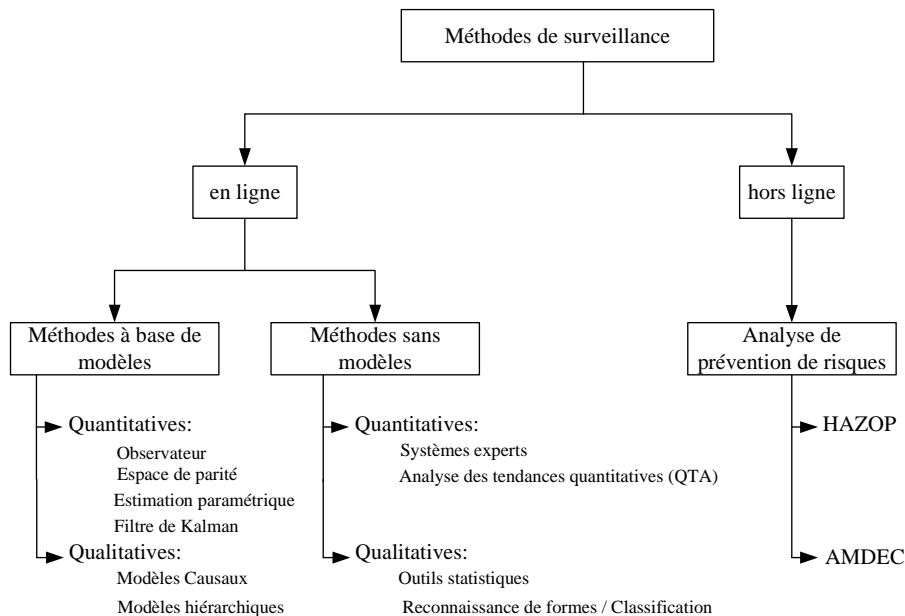 Méthodes de surveillance
en ligne
hors ligne
Méthodes à base de
modèles
Méthodes sans
modèles
Analyse de
prévention de risques
Quantitatives:
Observateur
Espace de parité
Estimation paramétrique
Filtre de Kalman
Qualitatives:
Modèles Causaux
Modèles hiérarchiques
Quantitatives:
Systèmes experts
Analyse des tendances quantitatives (QTA)
Qualitatives:
Outils statistiques
Reconnaissance de formes / Classification
HAZOP
AMDEC